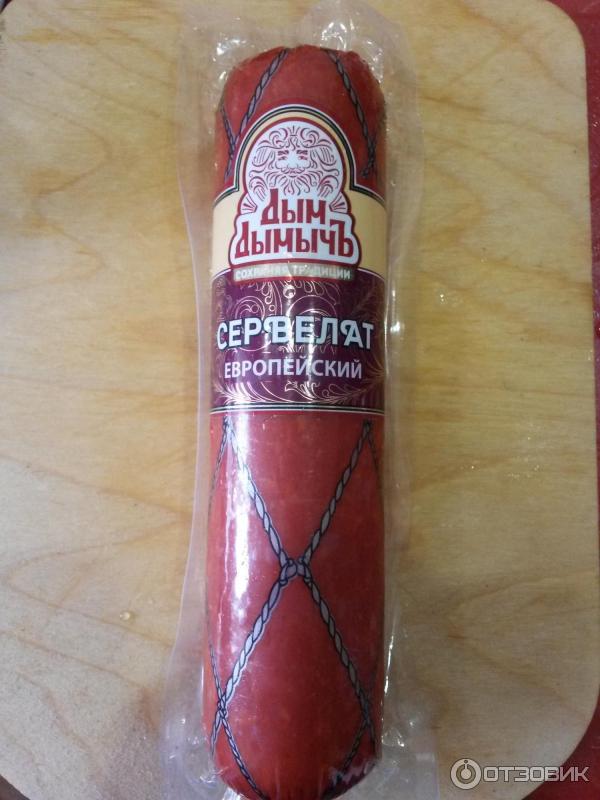 Дым
ДымычЪ
СОХРАНЯЯ ТРАДИЦИИ
СЕРВЕЛАТ
ЕВРОПЕЙСКИЙ
ОТЗОВИК